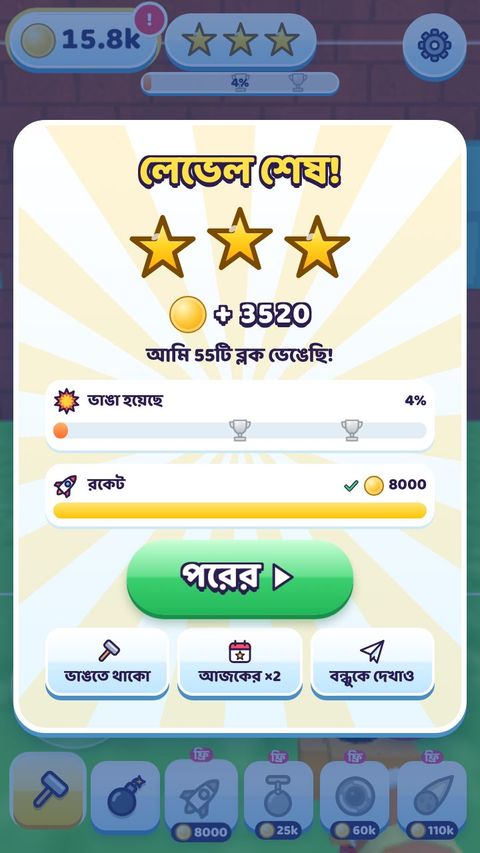 15.8k !
4%
লেভেল শেষ!
+ 3520
আমি 55টি ব্লক ভেঙেছি!
ভাঙা হয়েছে 4%
রকেট 8000
পরের
ভাঙতে থাকো আজকের ×2 বন্ধুকে দেখাও
ফ্রি ফ্রি ফ্রি ফ্রি
8000 25k 60k 110k